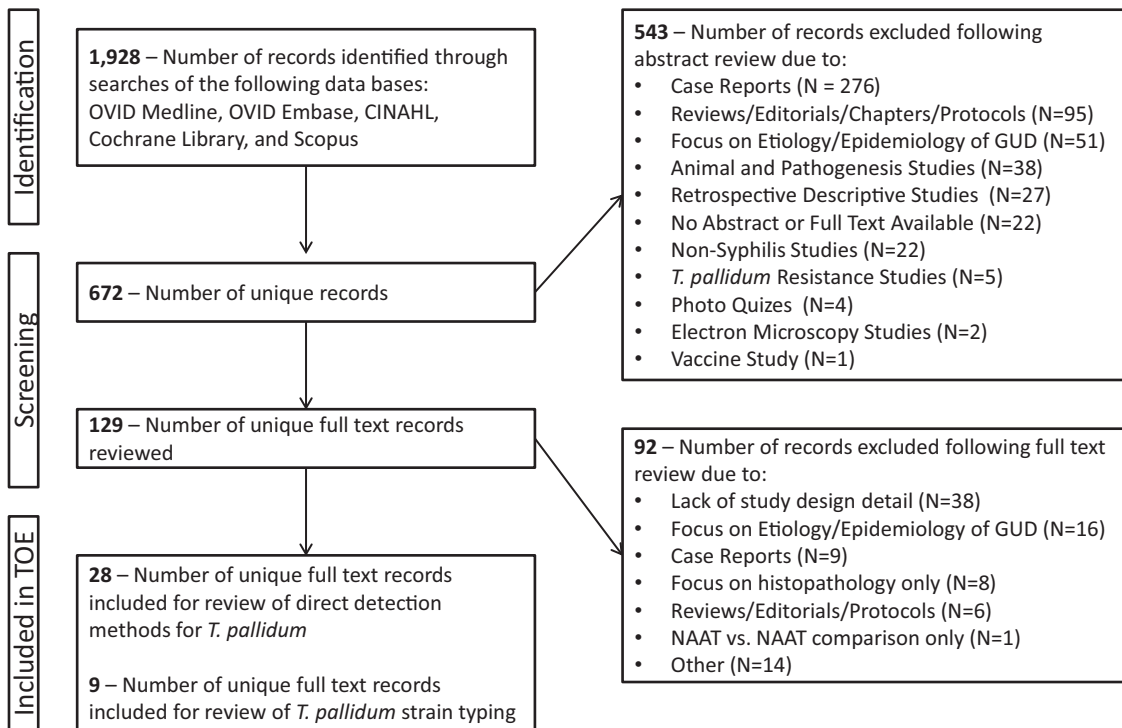 Identification
1,928 – Number of records identified through
searches of the following data bases:
OVID Medline, OVID Embase, CINAHL,
Cochrane Library, and Scopus
543 – Number of records excluded following
abstract review due to:
• Case Reports (N = 276)
• Reviews/Editorials/Chapters/Protocols (N=95)
• Focus on Etiology/Epidemiology of GUD (N=51)
• Animal and Pathogenesis Studies (N=38)
• Retrospective Descriptive Studies (N=27)
• No Abstract or Full Text Available (N=22)
• Non-Syphilis Studies (N=22)
• T. pallidum Resistance Studies (N=5)
• Photo Quizes (N=4)
• Electron Microscopy Studies (N=2)
• Vaccine Study (N=1)
Screening
672 – Number of unique records
129 – Number of unique full text records
reviewed
92 – Number of records excluded following full text
review due to:
• Lack of study design detail (N=38)
• Focus on Etiology/Epidemiology of GUD (N=16)
• Case Reports (N=9)
• Focus on histopathology only (N=8)
• Reviews/Editorials/Protocols (N=6)
• NAAT vs. NAAT comparison only (N=1)
• Other (N=14)
Included in TOE
28 – Number of unique full text records
included for review of direct detection
methods for T. pallidum
9 – Number of unique full text records
included for review of T. pallidum strain typing